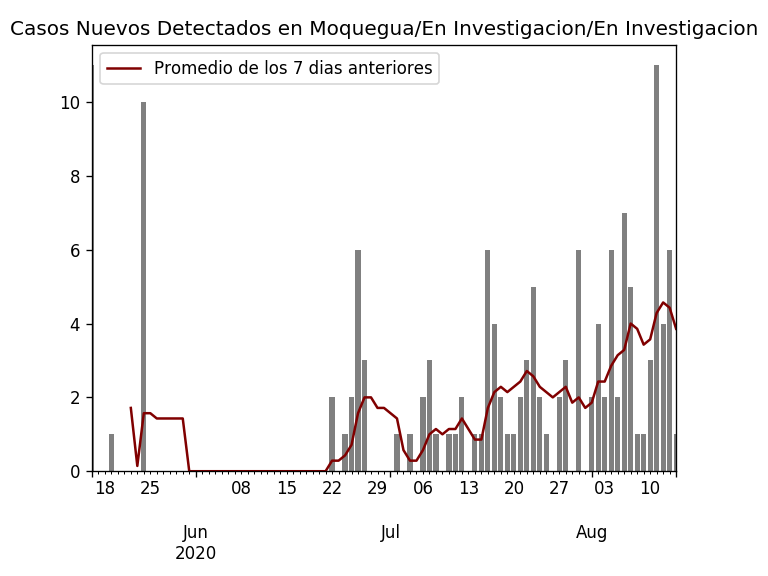 Casos Nuevos Detectados en Moquegua/En Investigacion/En Investigacion
Promedio de los 7 dias anteriores
10
8
6
4
2
0
18 25 08 15 22 29 06 13 20 27 03 10
Jun Jul Aug
2020